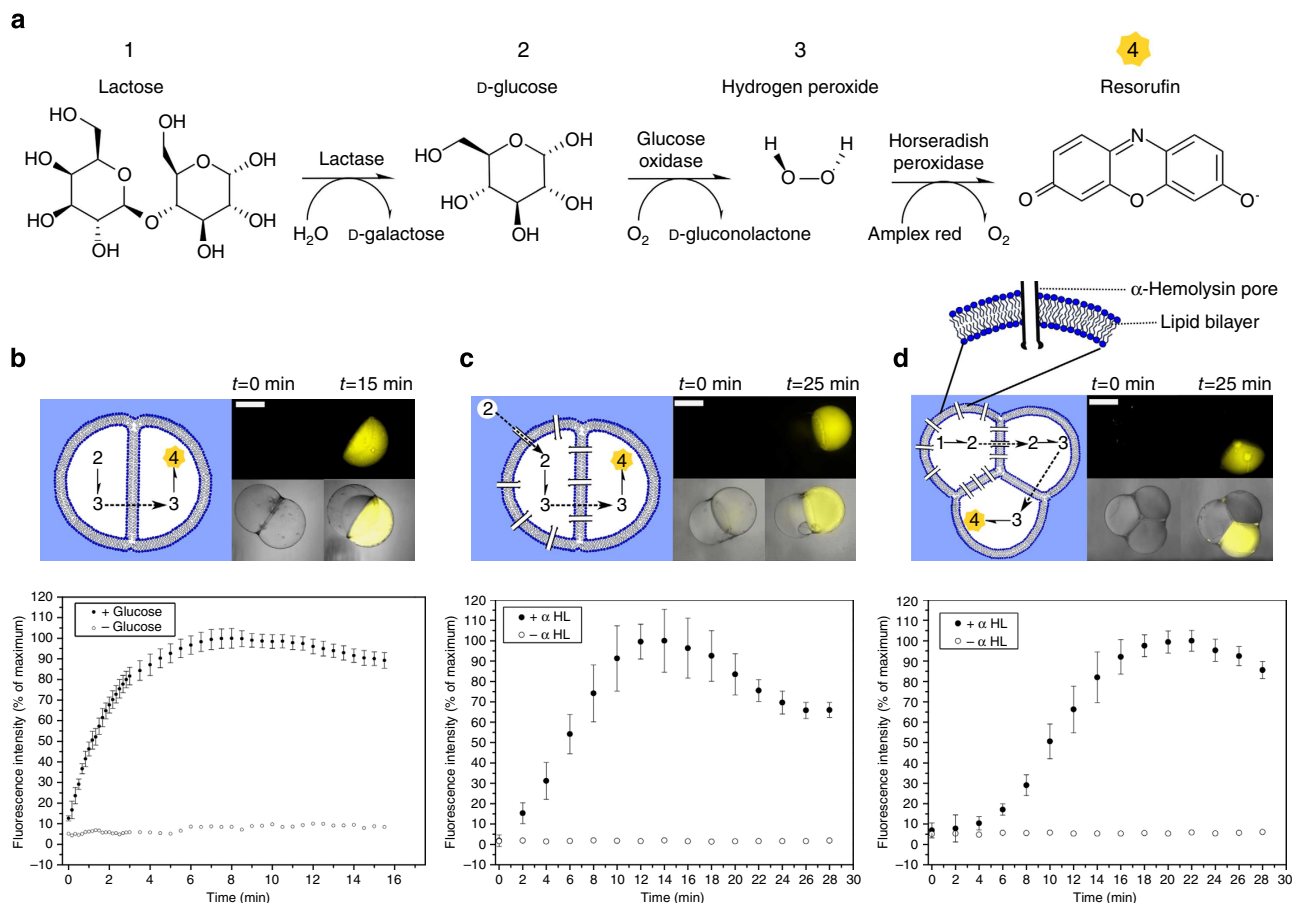 a
1
2
3
4
Lactose
D-glucose
Hydrogen peroxide
Resorufin
HO
OH
O
OH
HO
O
OH
HO
O
OH
OH
OH
OH
Lactase
H2O
D-galactose
HO
O
OH
HO
OH
OH
Glucose
oxidase
O2
D-gluconolactone
H
H
O
O
Horseradish
peroxidase
Amplex red
O2
N
O
O
O-
α-Hemolysin pore
Lipid bilayer
b
t=0 min
t=15 min
2
3
3
4
c
t=0 min
t=25 min
2
2
3
3
4
d
t=0 min
t=25 min
1
2
2
3
3
4
Fluorescence intensity (% of maximum)
120
110
100
90
80
70
60
50
40
30
20
10
0
−10
+ Glucose
− Glucose
0 2 4 6 8 10 12 14 16
Time (min)
Fluorescence intensity (% of maximum)
120
110
100
90
80
70
60
50
40
30
20
10
0
−10
+ α HL
− α HL
0 2 4 6 8 10 12 14 16 18 20 22 24 26 28 30
Time (min)
Fluorescence intensity (% of maximum)
120
110
100
90
80
70
60
50
40
30
20
10
0
−10
+ α HL
− α HL
0 2 4 6 8 10 12 14 16 18 20 22 24 26 28 30
Time (min)